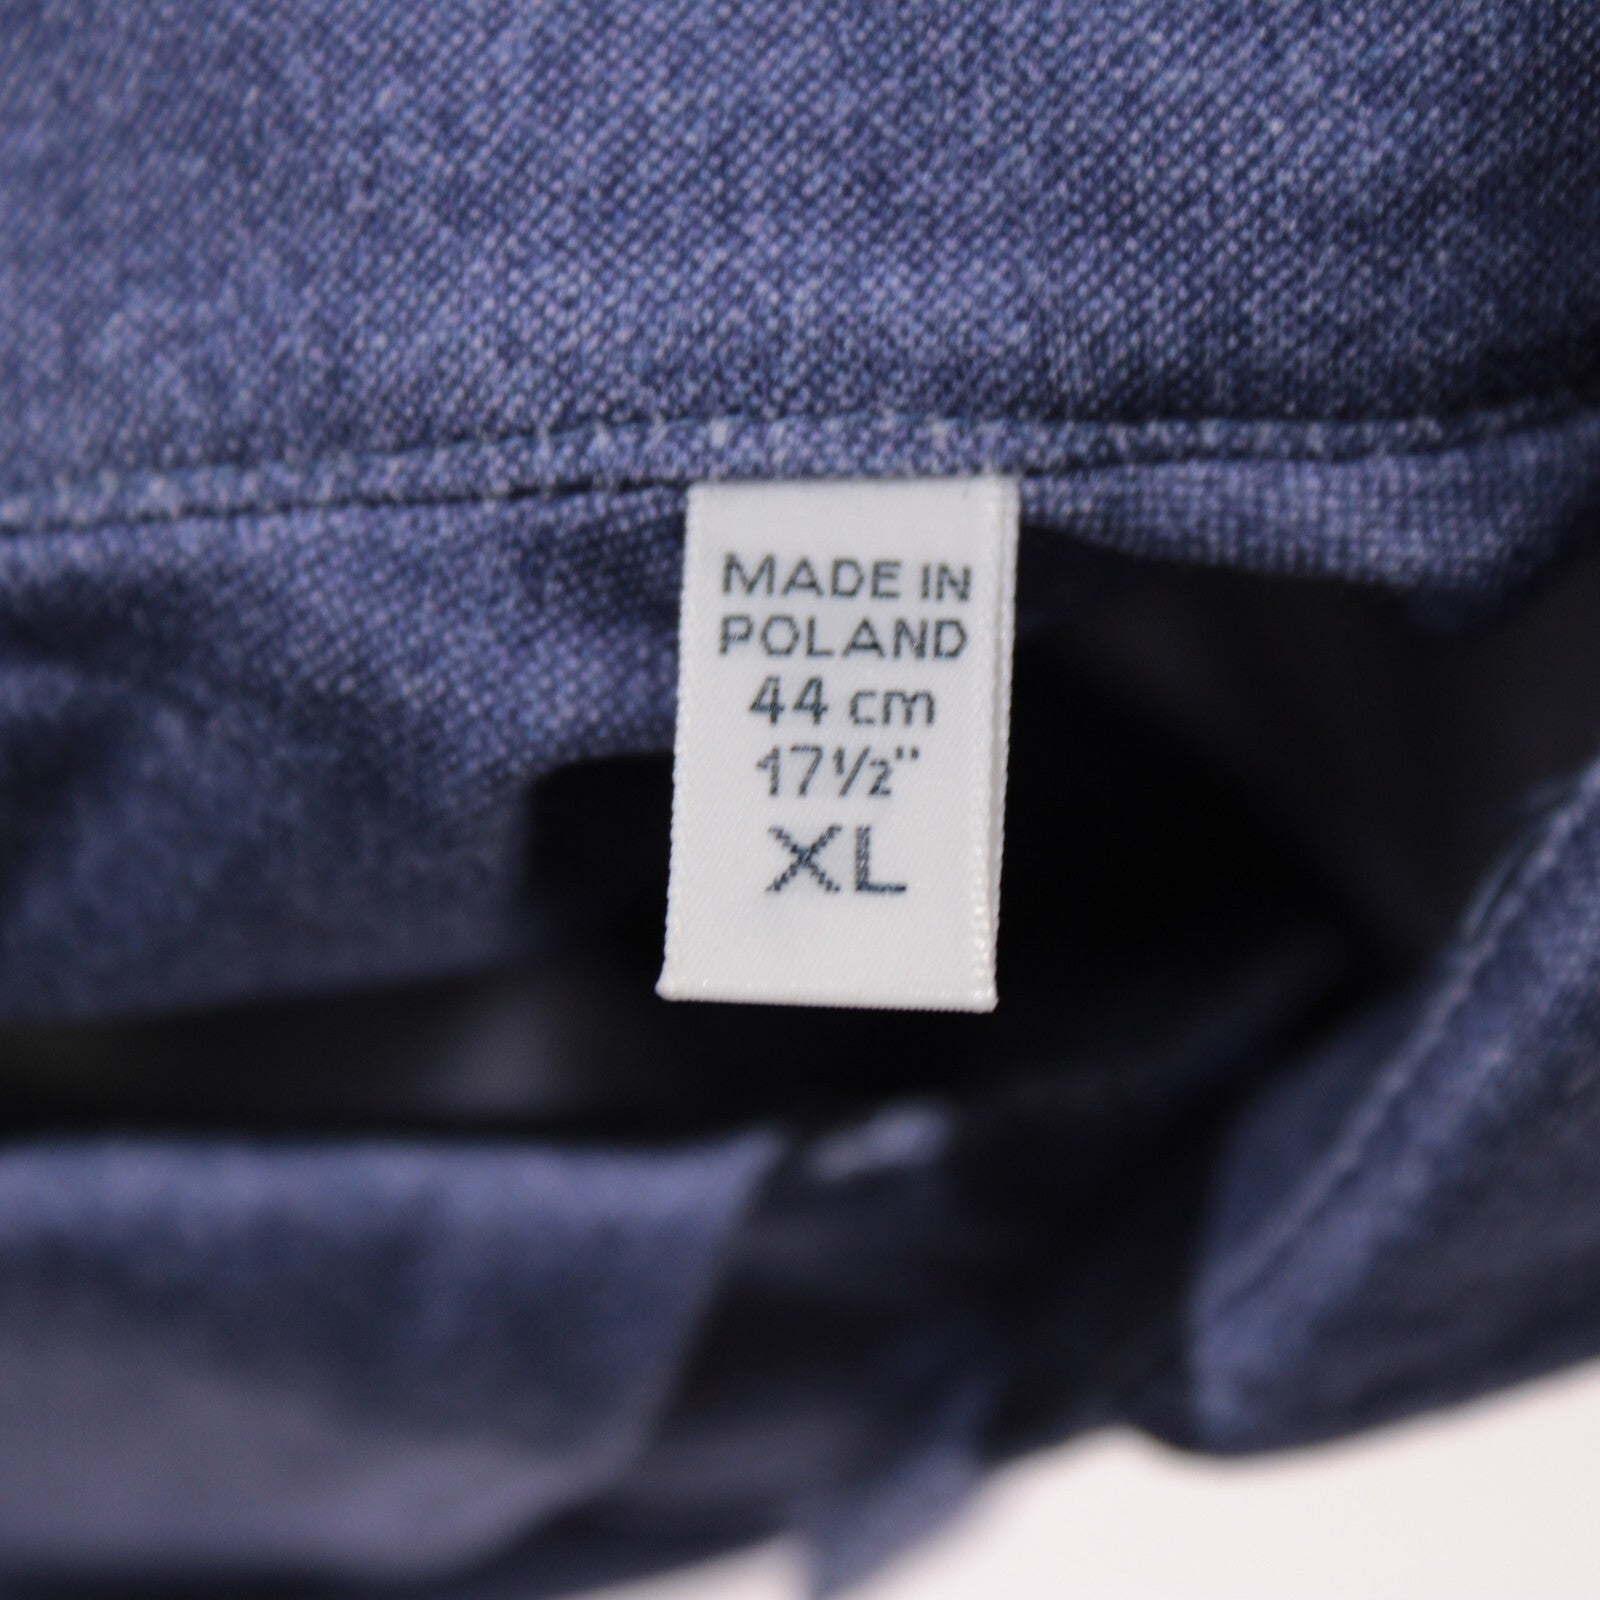 MADE IN
POLAND
44 cm
17½"
XL